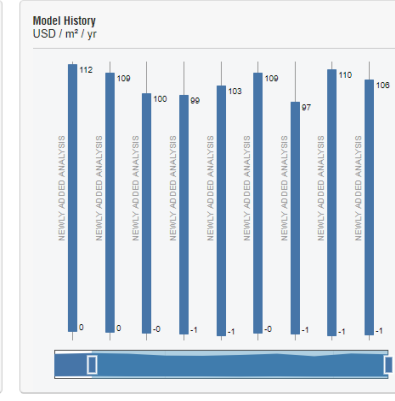 Model History
USD / m² / yr
112
109
100
99
103
109
97
110
106
NEWLY ADDED ANALYSIS
NEWLY ADDED ANALYSIS
NEWLY ADDED ANALYSIS
NEWLY ADDED ANALYSIS
NEWLY ADDED ANALYSIS
NEWLY ADDED ANALYSIS
NEWLY ADDED ANALYSIS
NEWLY ADDED ANALYSIS
NEWLY ADDED ANALYSIS
0
0
-0
-1
-1
-0
-1
-1
-1